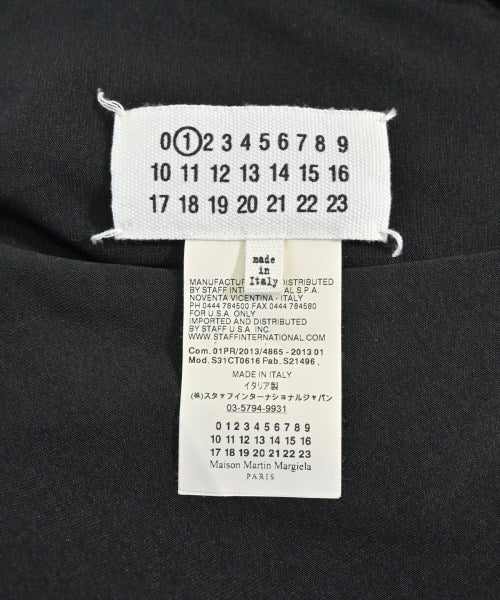 0 1 2 3 4 5 6 7 8 9
10 11 12 13 14 15 16
17 18 19 20 21 22 23
made
in
Italy
MANUFACTUR DISTRIBUTED
BY STAFF INTE L S.P.A.
NOVENTA VICENTINA - ITALY
PH 0444 784500 FAX 0444 784580
FOR U.S.A. ONLY
IMPORTED AND DISTRIBUTED
BY STAFF U.S.A. INC.
WWW.STAFFINTERNATIONAL.COM
Com. 01PR/2013/4865 - 2013 01
Mod. S31CT0616 Fab. S21496 .
MADE IN ITALY
イタリア製
(株)スタッフインターナショナルジャパン
03-5794-9931
0 1 2 3 4 5 6 7 8 9
10 11 12 13 14 15 16
17 18 19 20 21 22 23
Maison Martin Margiela
PARIS